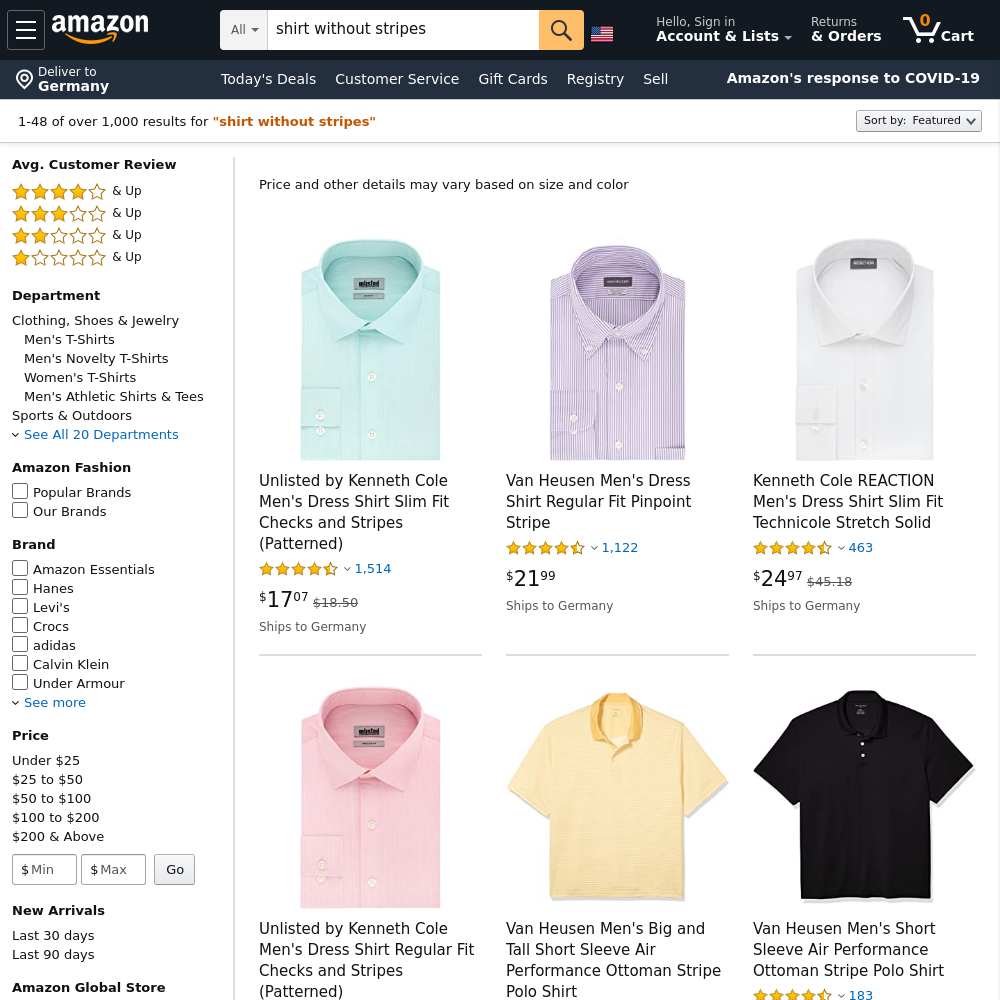 amazon
All
shirt without stripes
Hello, Sign in
Account & Lists
Returns
& Orders
0
Cart
Deliver to
Germany
Today's Deals
Customer Service
Gift Cards
Registry
Sell
Amazon's response to COVID-19
1-48 of over 1,000 results for "shirt without stripes"
Sort by: Featured
Avg. Customer Review
& Up
& Up
& Up
& Up
Department
Clothing, Shoes & Jewelry
Men's T-Shirts
Men's Novelty T-Shirts
Women's T-Shirts
Men's Athletic Shirts & Tees
Sports & Outdoors
See All 20 Departments
Amazon Fashion
Popular Brands
Our Brands
Brand
Amazon Essentials
Hanes
Levi's
Crocs
adidas
Calvin Klein
Under Armour
See more
Price
Under $25
$25 to $50
$50 to $100
$100 to $200
$200 & Above
$ Min
$ Max
Go
New Arrivals
Last 30 days
Last 90 days
Amazon Global Store
Price and other details may vary based on size and color
unlisted
Unlisted by Kenneth Cole
Men's Dress Shirt Slim Fit
Checks and Stripes
(Patterned)
1,514
$17 07 $18.50
Ships to Germany
VAN HEUSEN
Van Heusen Men's Dress
Shirt Regular Fit Pinpoint
Stripe
1,122
$21 99
Ships to Germany
REACTION
Kenneth Cole REACTION
Men's Dress Shirt Slim Fit
Technicole Stretch Solid
463
$24 97 $45.18
Ships to Germany
unlisted
Unlisted by Kenneth Cole
Men's Dress Shirt Regular Fit
Checks and Stripes
(Patterned)
Van Heusen Men's Big and
Tall Short Sleeve Air
Performance Ottoman Stripe
Polo Shirt
Van Heusen Men's Short
Sleeve Air Performance
Ottoman Stripe Polo Shirt
183